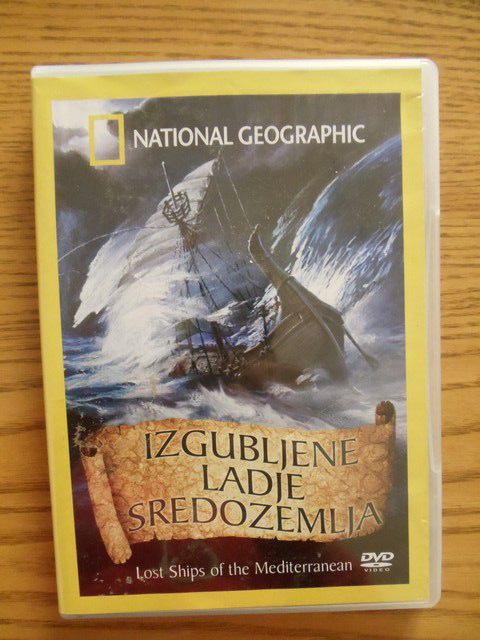 NATIONAL GEOGRAPHIC
IZGUBLJENE
LADJE
SREDOZEMLJA
Lost Ships of the Mediterranean
DVD
VIDEO